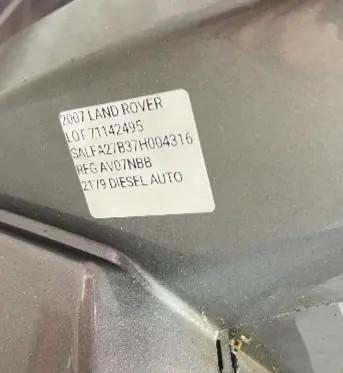 2007 LAND ROVER
LOT 71142495
SALFA27B37H004316
REG AV07NBB
2179 DIESEL AUTO